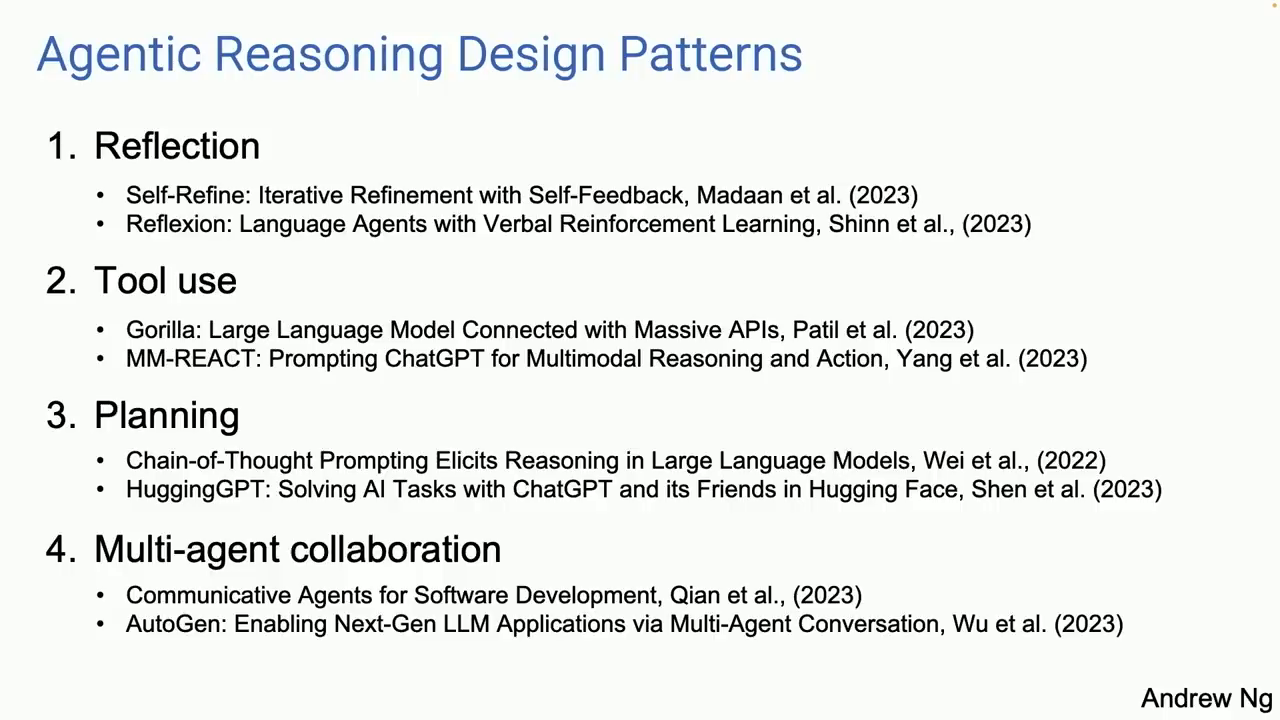 Agentic Reasoning Design Patterns
1. Reflection
• Self-Refine: Iterative Refinement with Self-Feedback, Madaan et al. (2023)
• Reflexion: Language Agents with Verbal Reinforcement Learning, Shinn et al., (2023)
2. Tool use
• Gorilla: Large Language Model Connected with Massive APIs, Patil et al. (2023)
• MM-REACT: Prompting ChatGPT for Multimodal Reasoning and Action, Yang et al. (2023)
3. Planning
• Chain-of-Thought Prompting Elicits Reasoning in Large Language Models, Wei et al., (2022)
• HuggingGPT: Solving AI Tasks with ChatGPT and its Friends in Hugging Face, Shen et al. (2023)
4. Multi-agent collaboration
• Communicative Agents for Software Development, Qian et al., (2023)
• AutoGen: Enabling Next-Gen LLM Applications via Multi-Agent Conversation, Wu et al. (2023)
Andrew Ng